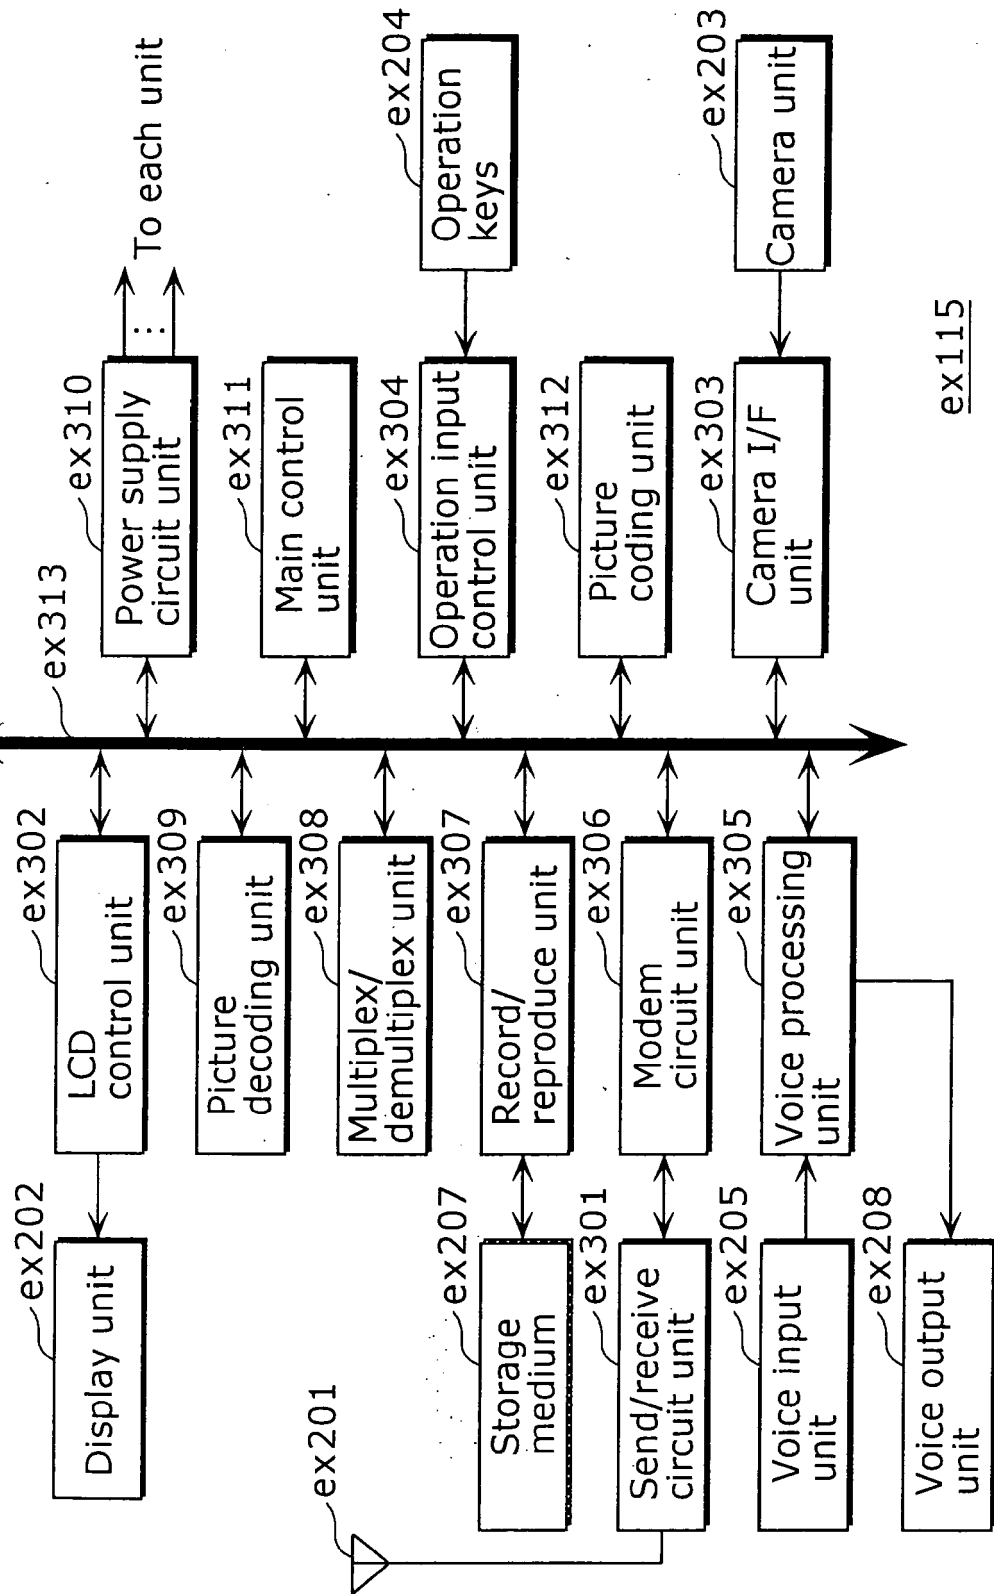 ex202
Display unit
ex302
LCD
control unit
ex309
Picture
decoding unit
ex308
Multiplex/
demultiplex unit
ex207
Storage
medium
ex307
Record/
reproduce unit
ex201
ex301
Send/receive
circuit unit
ex306
Modem
circuit unit
ex205
Voice input
unit
ex305
Voice processing
unit
ex208
Voice output
unit
ex313
ex310
Power supply
circuit unit
To each unit
ex311
Main control
unit
ex304
Operation input
control unit
ex204
Operation
keys
ex312
Picture
coding unit
ex303
Camera I/F
unit
ex203
Camera unit
ex115